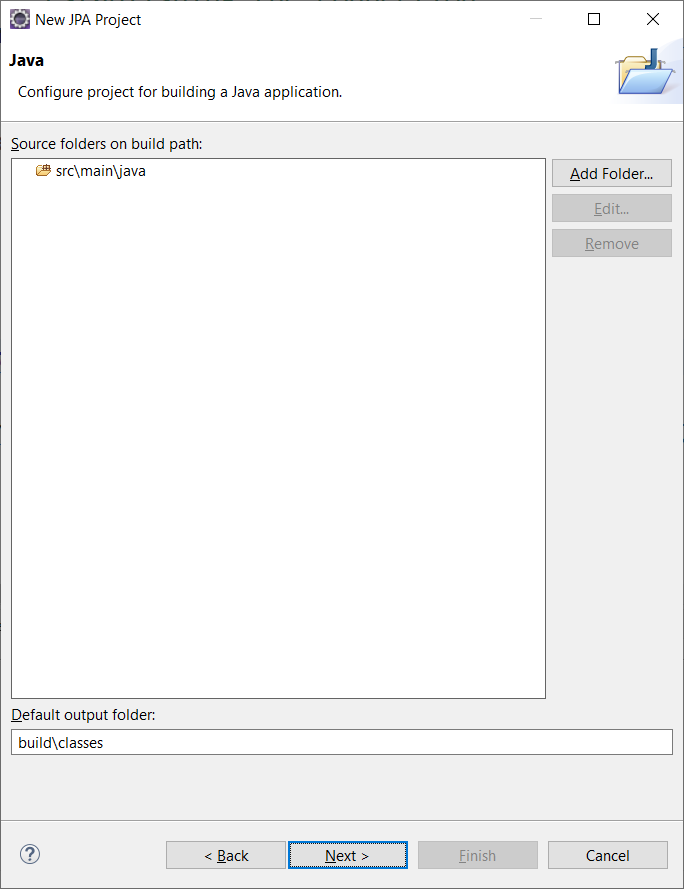 New JPA Project
Java
Configure project for building a Java application.
Source folders on build path:
src\main\java
Add Folder...
Edit...
Remove
Default output folder:
build\classes
?
< Back
Next >
Finish
Cancel